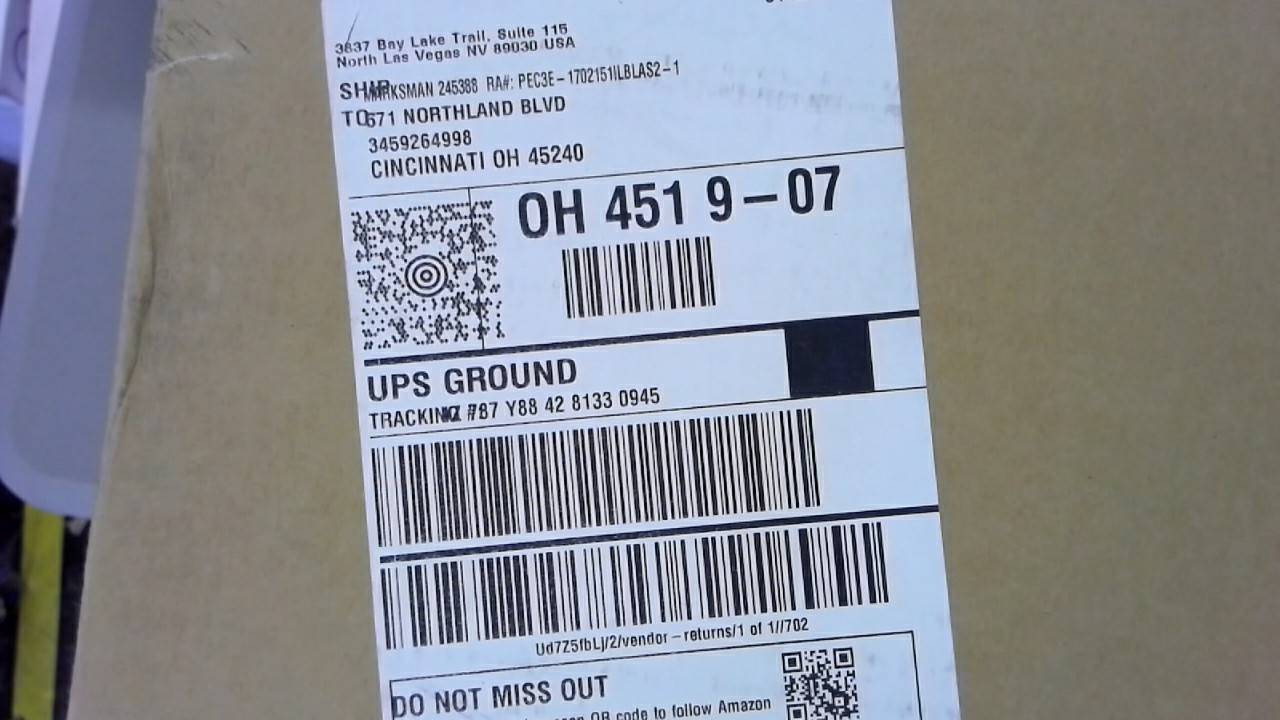 3837 Bay Lake Trail, Suite 115
North Las Vegas NV 89030 USA
SHIP MARKSMAN 245388 RA#: PEC3E-1702151ILBLAS2-1
TO 671 NORTHLAND BLVD
3459264998
CINCINNATI OH 45240
OH 451 9-07
UPS GROUND
TRACKING #87 Y88 42 8133 0945
Ud7Z5fbLj/2/vendor-returns/1 of 1//702
DO NOT MISS OUT
QR code to follow Amazon